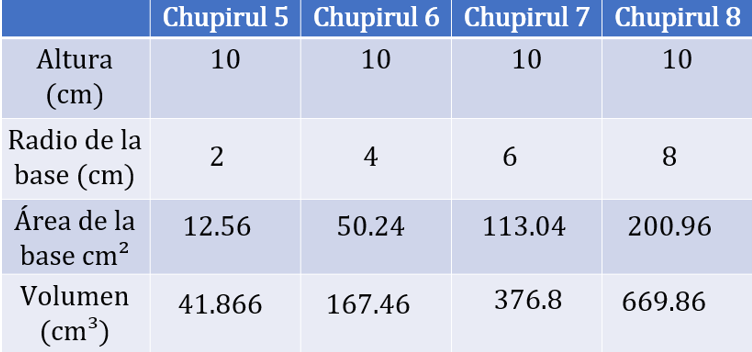 Chupirul 5 Chupirul 6 Chupirul 7 Chupirul 8
Altura (cm) 10 10 10 10
Radio de la base (cm) 2 4 6 8
Área de la base cm² 12.56 50.24 113.04 200.96
Volumen (cm³) 41.866 167.46 376.8 669.86